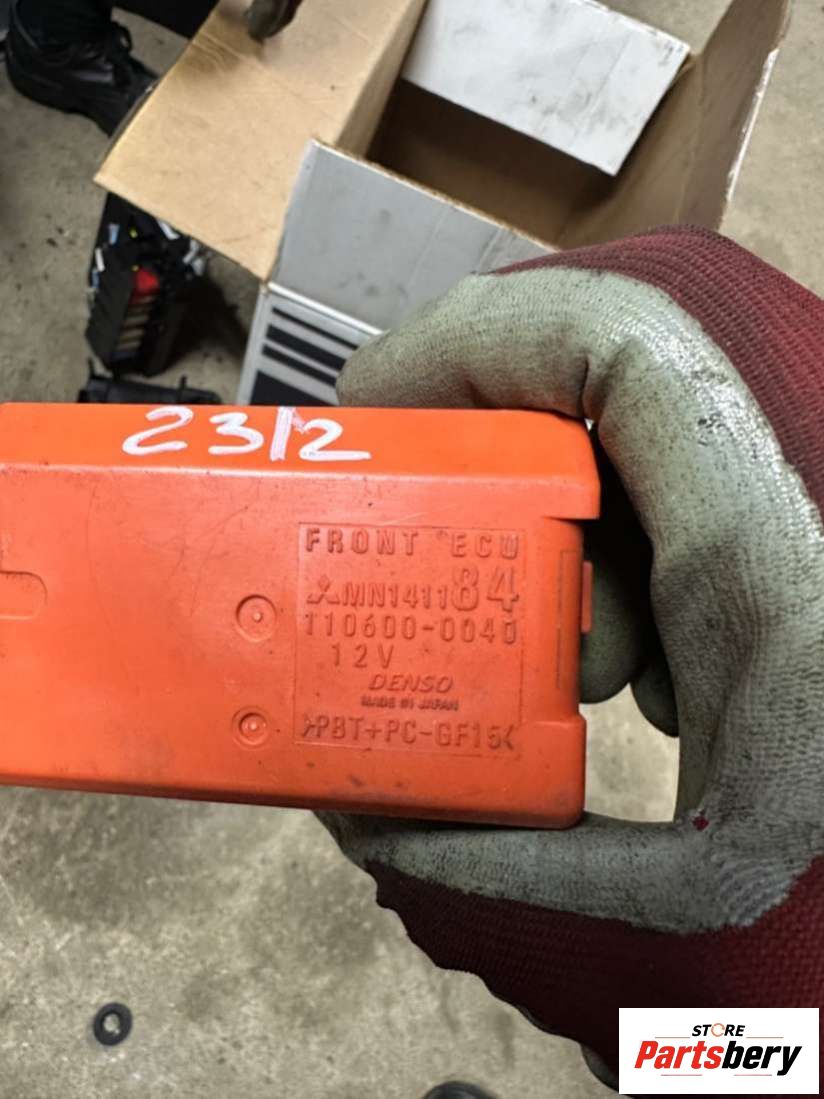 2312
FRONT ECU
MN141184
110600-0040
12V
DENSO
MADE IN JAPAN
>PBT+PC-GF15<
STORE
Partsbery